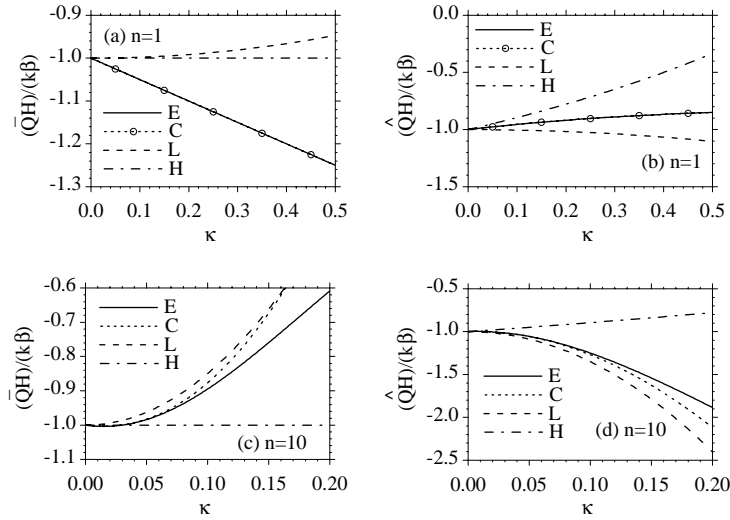 (a) n=1
E
C
L
H
(Q̄H)/(kβ)
-0.9
-1.0
-1.1
-1.2
-1.3
0.0 0.1 0.2 0.3 0.4 0.5
κ
E
C
L
H
(b) n=1
(Q̂H)/(kβ)
0.0
-0.5
-1.0
-1.5
0.0 0.1 0.2 0.3 0.4 0.5
κ
E
C
L
H
(c) n=10
(Q̄H)/(kβ)
-0.6
-0.7
-0.8
-0.9
-1.0
-1.1
0.00 0.05 0.10 0.15 0.20
κ
E
C
L
H
(d) n=10
(Q̂H)/(kβ)
-0.5
-1.0
-1.5
-2.0
-2.5
0.00 0.05 0.10 0.15 0.20
κ